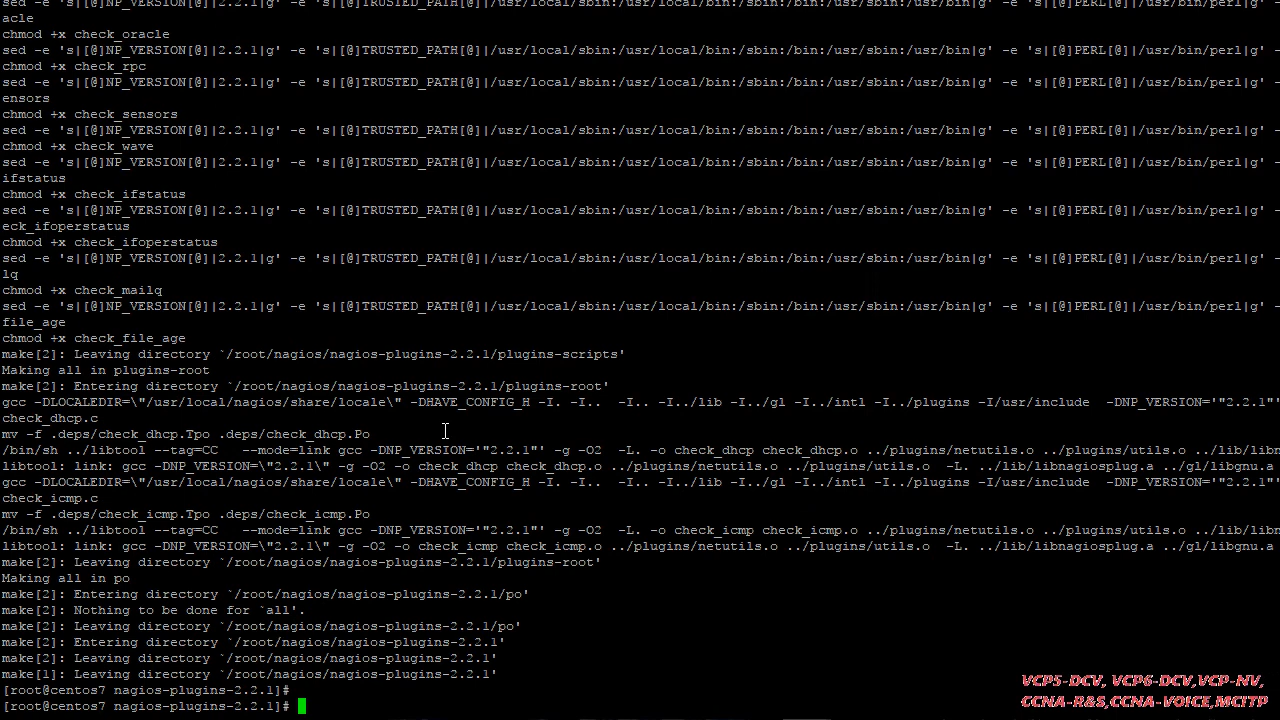 sed -e 's|[@]NP_VERSION[@]|2.2.1|g' -e 's|[@]TRUSTED_PATH[@]|/usr/local/sbin:/usr/local/bin:/usr/local/bin:/usr/sbin:/usr/bin|g' -e 's|[@]PERL[@]|/usr/bin/perl|g'
acle
chmod +x check_oracle
sed -e 's|[@]NP_VERSION[@]|2.2.1|g' -e 's|[@]TRUSTED_PATH[@]|/usr/local/sbin:/usr/local/bin:/usr/local/bin:/usr/sbin:/usr/bin|g' -e 's|[@]PERL[@]|/usr/bin/perl|g'
chmod +x check_rpc
sed -e 's|[@]NP_VERSION[@]|2.2.1|g' -e 's|[@]TRUSTED_PATH[@]|/usr/local/sbin:/usr/local/bin:/usr/local/bin:/usr/sbin:/usr/bin|g' -e 's|[@]PERL[@]|/usr/bin/perl|g'
ensors
chmod +x check_sensors
sed -e 's|[@]NP_VERSION[@]|2.2.1|g' -e 's|[@]TRUSTED_PATH[@]|/usr/local/sbin:/usr/local/bin:/usr/local/bin:/usr/sbin:/usr/bin|g' -e 's|[@]PERL[@]|/usr/bin/perl|g'
chmod +x check_wave
sed -e 's|[@]NP_VERSION[@]|2.2.1|g' -e 's|[@]TRUSTED_PATH[@]|/usr/local/sbin:/usr/local/bin:/usr/local/bin:/usr/sbin:/usr/bin|g' -e 's|[@]PERL[@]|/usr/bin/perl|g'
ifstatus
chmod +x check_ifstatus
sed -e 's|[@]NP_VERSION[@]|2.2.1|g' -e 's|[@]TRUSTED_PATH[@]|/usr/local/sbin:/usr/local/bin:/usr/local/bin:/usr/sbin:/usr/bin|g' -e 's|[@]PERL[@]|/usr/bin/perl|g'
eck_ifoperstatus
chmod +x check_ifoperstatus
sed -e 's|[@]NP_VERSION[@]|2.2.1|g' -e 's|[@]TRUSTED_PATH[@]|/usr/local/sbin:/usr/local/bin:/usr/local/bin:/usr/sbin:/usr/bin|g' -e 's|[@]PERL[@]|/usr/bin/perl|g'
lq
chmod +x check_mailq
sed -e 's|[@]NP_VERSION[@]|2.2.1|g' -e 's|[@]TRUSTED_PATH[@]|/usr/local/sbin:/usr/local/bin:/usr/local/bin:/usr/sbin:/usr/bin|g' -e 's|[@]PERL[@]|/usr/bin/perl|g'
file_age
chmod +x check_file_age
make[2]: Leaving directory `/root/nagios/nagios-plugins-2.2.1/plugins-scripts'
Making all in plugins-root
make[2]: Entering directory `/root/nagios/nagios-plugins-2.2.1/plugins-root'
gcc -DLOCALEDIR=\"/usr/local/nagios/share/locale\" -DHAVE_CONFIG_H -I. -I.. -I.. -I../lib -I../gl -I../intl -I../plugins -I/usr/include -DNP_VERSION='"2.2.1"'
check_dhcp.c
mv -f .deps/check_dhcp.Tpo .deps/check_dhcp.Po
/bin/sh ../libtool --tag=CC --mode=link gcc -DNP_VERSION='"2.2.1"' -g -O2 -L. -o check_dhcp check_dhcp.o ../plugins/netutils.o ../plugins/utils.o ../lib/libn
libtool: link: gcc -DNP_VERSION=\"2.2.1\" -g -O2 -o check_dhcp check_dhcp.o ../plugins/netutils.o ../plugins/utils.o -L. ../lib/libnagiosplug.a ../gl/libgnu.a
gcc -DLOCALEDIR=\"/usr/local/nagios/share/locale\" -DHAVE_CONFIG_H -I. -I.. -I.. -I../lib -I../gl -I../intl -I../plugins -I/usr/include -DNP_VERSION='"2.2.1"'
check_icmp.c
mv -f .deps/check_icmp.Tpo .deps/check_icmp.Po
/bin/sh ../libtool --tag=CC --mode=link gcc -DNP_VERSION='"2.2.1"' -g -O2 -L. -o check_icmp check_icmp.o ../plugins/netutils.o ../plugins/utils.o ../lib/libn
libtool: link: gcc -DNP_VERSION=\"2.2.1\" -g -O2 -o check_icmp check_icmp.o ../plugins/netutils.o ../plugins/utils.o -L. ../lib/libnagiosplug.a ../gl/libgnu.a
make[2]: Leaving directory `/root/nagios/nagios-plugins-2.2.1/plugins-root'
Making all in po
make[2]: Entering directory `/root/nagios/nagios-plugins-2.2.1/po'
make[2]: Nothing to be done for `all'.
make[2]: Leaving directory `/root/nagios/nagios-plugins-2.2.1/po'
make[2]: Entering directory `/root/nagios/nagios-plugins-2.2.1'
make[2]: Leaving directory `/root/nagios/nagios-plugins-2.2.1'
make[1]: Leaving directory `/root/nagios/nagios-plugins-2.2.1'
[root@centos7 nagios-plugins-2.2.1]#
[root@centos7 nagios-plugins-2.2.1]#
VCP5-DCV, VCP6-DCV,VCP-NV,
CCNA-R&S,CCNA-VOICE,MCITP